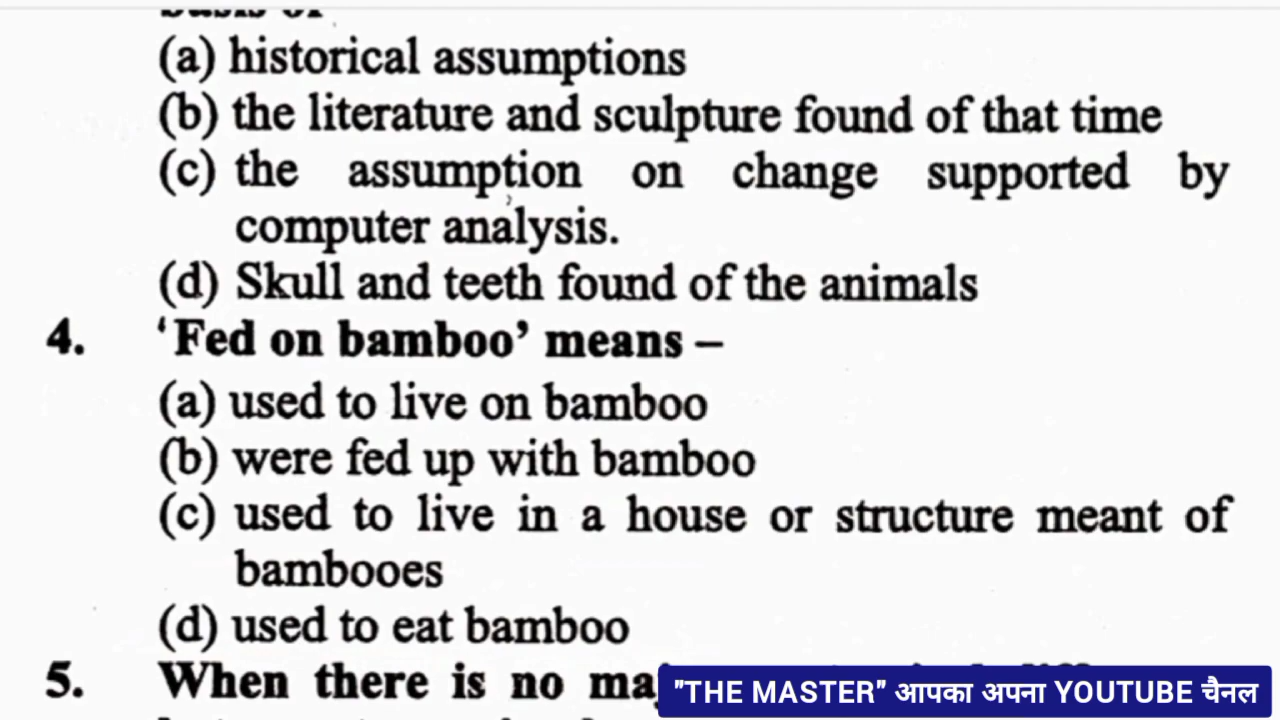 (a) historical assumptions
(b) the literature and sculpture found of that time
(c) the assumption on change supported by
computer analysis.
(d) Skull and teeth found of the animals
4. ‘Fed on bamboo’ means –
(a) used to live on bamboo
(b) were fed up with bamboo
(c) used to live in a house or structure meant of
bambooes
(d) used to eat bamboo
5. When there is no
"THE MASTER" आपका अपना YOUTUBE चैनल